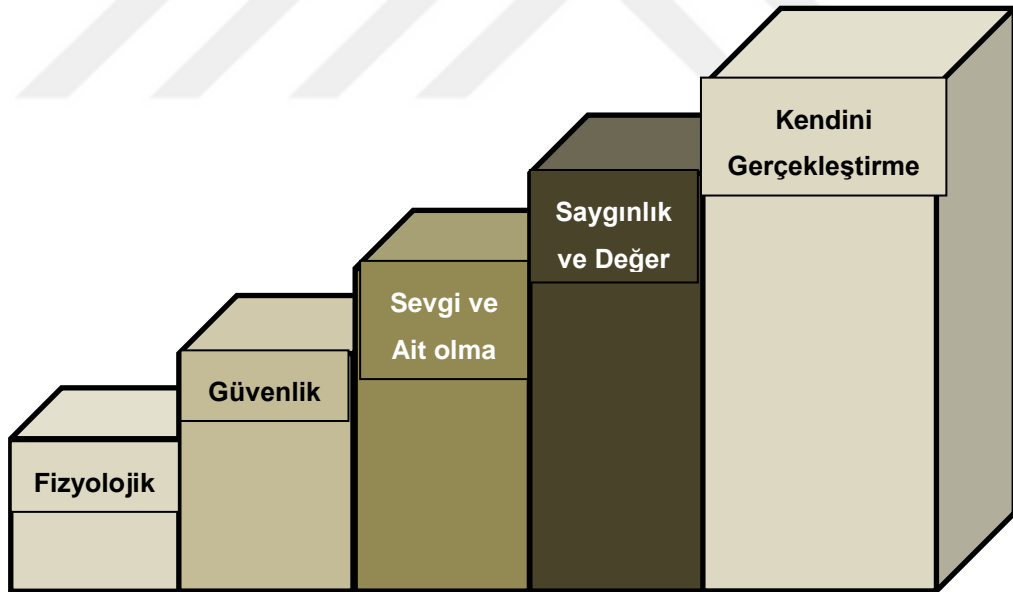 Kendini
Gerçekleştirme
Saygınlık
ve Değer
Sevgi ve
Ait olma
Güvenlik
Fizyolojik